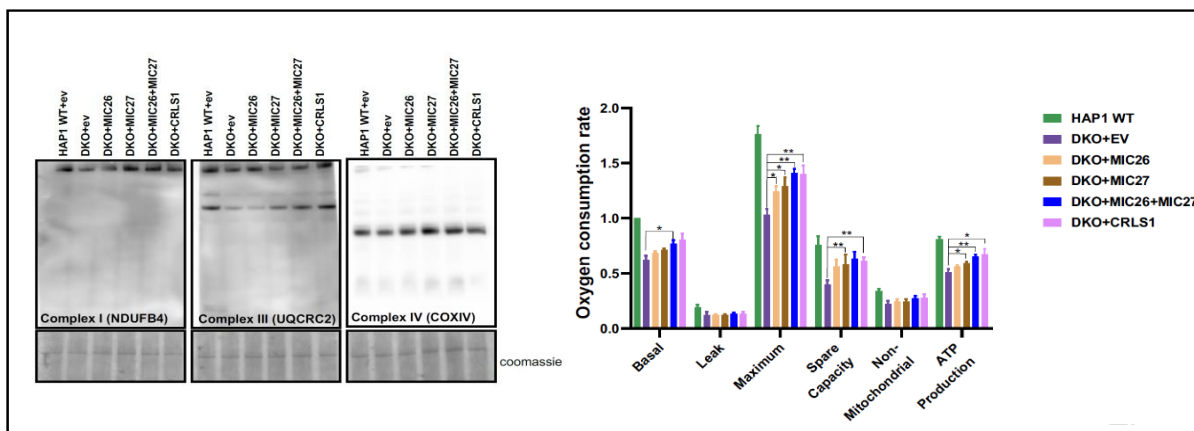 HAP1 WT+ev
DKO+ev
DKO+MIC26
DKO+MIC27
DKO+MIC26+MIC27
DKO+CRLS1
HAP1 WT+ev
DKO+ev
DKO+MIC26
DKO+MIC27
DKO+MIC26+MIC27
DKO+CRLS1
HAP1 WT+ev
DKO+ev
DKO+MIC26
DKO+MIC27
DKO+MIC26+MIC27
DKO+CRLS1
Complex I (NDUFB4)
Complex III (UQCRC2)
Complex IV (COXIV)
coomassie
Oxygen consumption rate
2.0
1.5
1.0
0.5
0.0
*
**
**
*
*
**
**
*
**
*
Basal
Leak
Maximum
Spare
Capacity
Non-
Mitochondrial
ATP
Production
HAP1 WT
DKO+EV
DKO+MIC26
DKO+MIC27
DKO+MIC26+MIC27
DKO+CRLS1